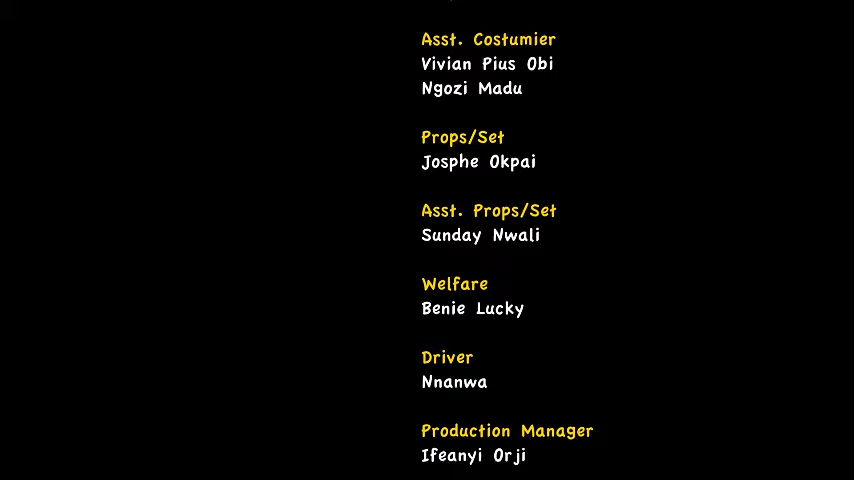 Asst. Costumier
Vivian Pius Obi
Ngozi Madu
Props/Set
Josphe Okpai
Asst. Props/Set
Sunday Nwali
Welfare
Benie Lucky
Driver
Nnanwa
Production Manager
Ifeanyi Orji